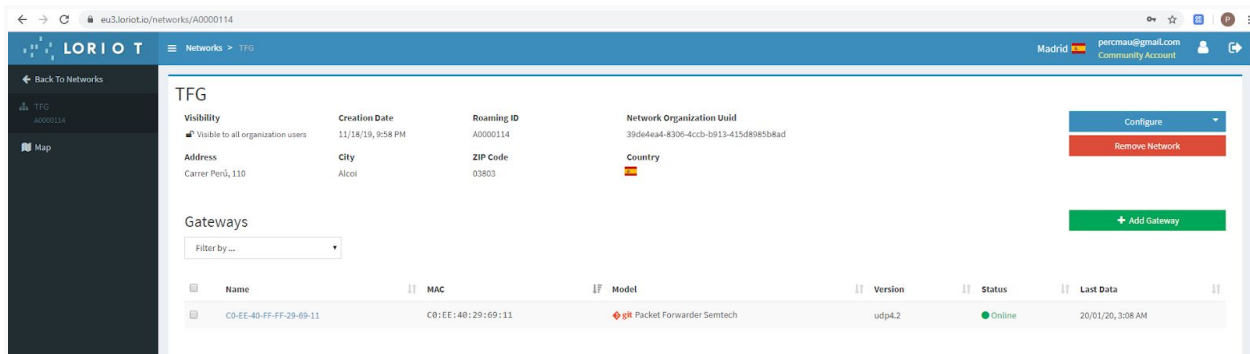 eu3.loriot.io/networks/A0000114
P
LORIOT
Networks > TFG
Madrid
percmau@gmail.com
Community Account
Back To Networks
TFG
A0000114
Map
TFG
Visibility
Creation Date
Roaming ID
Network Organization Uuid
Visible to all organization users
11/18/19, 9:58 PM
A0000114
39de4ea4-8306-4ccb-b913-415d8985b8ad
Configure
Remove Network
Address
City
ZIP Code
Country
Carrer Perú, 110
Alcoi
03803
Gateways
+ Add Gateway
Filter by ...
Name
MAC
Model
Version
Status
Last Data
C0-EE-40-FF-FF-29-69-11
C0:EE:40:29:69:11
git Packet Forwarder Semtech
udp4.2
Online
20/01/20, 3:08 AM